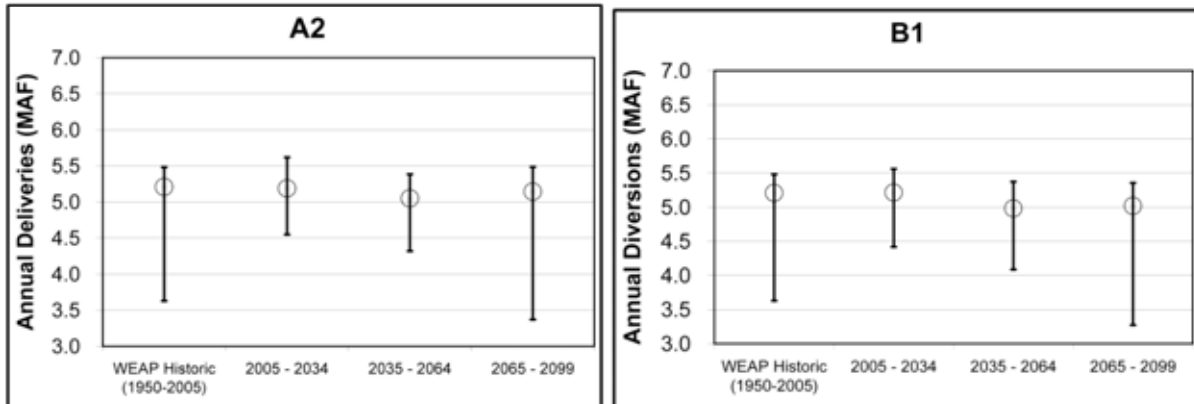 A2
Annual Deliveries (MAF)
7.0
6.5
6.0
5.5
5.0
4.5
4.0
3.5
3.0
WEAP Historic
(1950-2005)
2005 - 2034
2035 - 2064
2065 - 2099
B1
Annual Diversions (MAF)
7.0
6.5
6.0
5.5
5.0
4.5
4.0
3.5
3.0
WEAP Historic
(1950-2005)
2005 - 2034
2035 - 2064
2065 - 2099